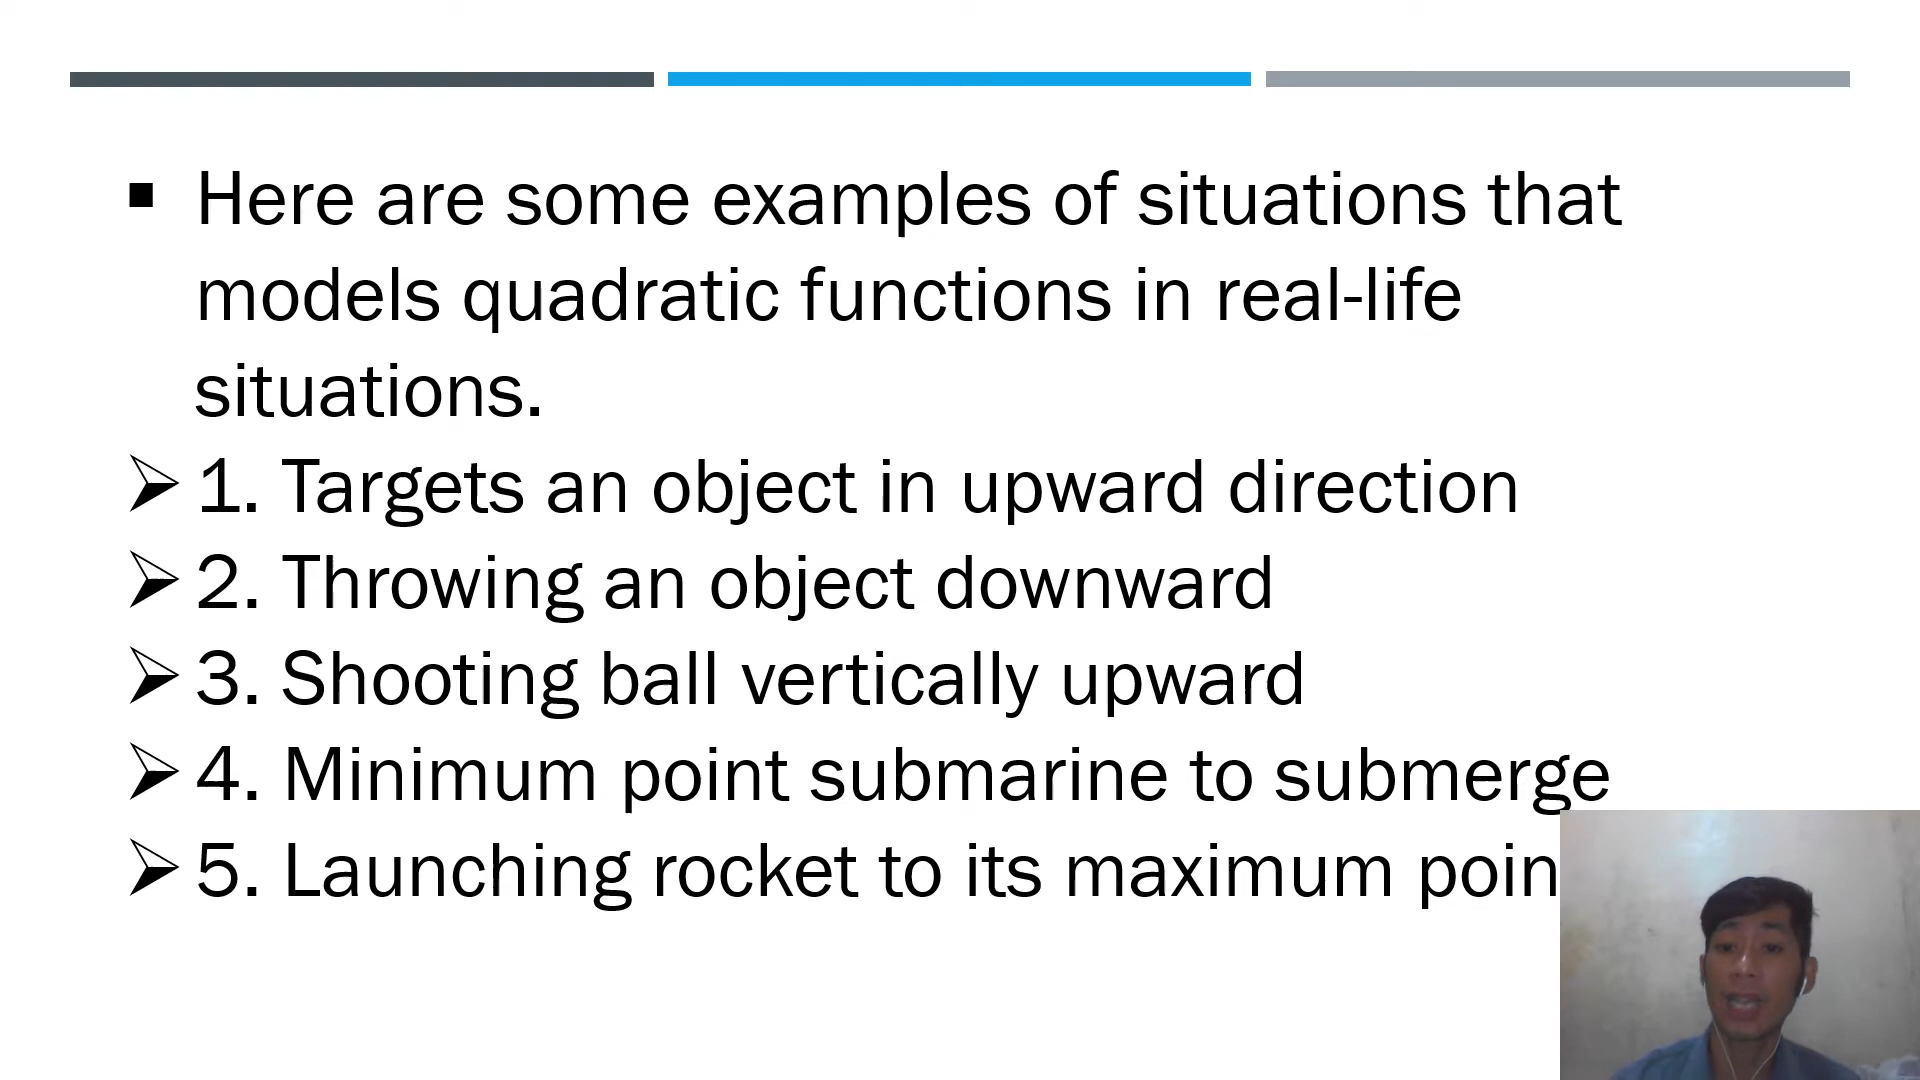 Here are some examples of situations that
models quadratic functions in real-life
situations.
1. Targets an object in upward direction
2. Throwing an object downward
3. Shooting ball vertically upward
4. Minimum point submarine to submerge
5. Launching rocket to its maximum poin